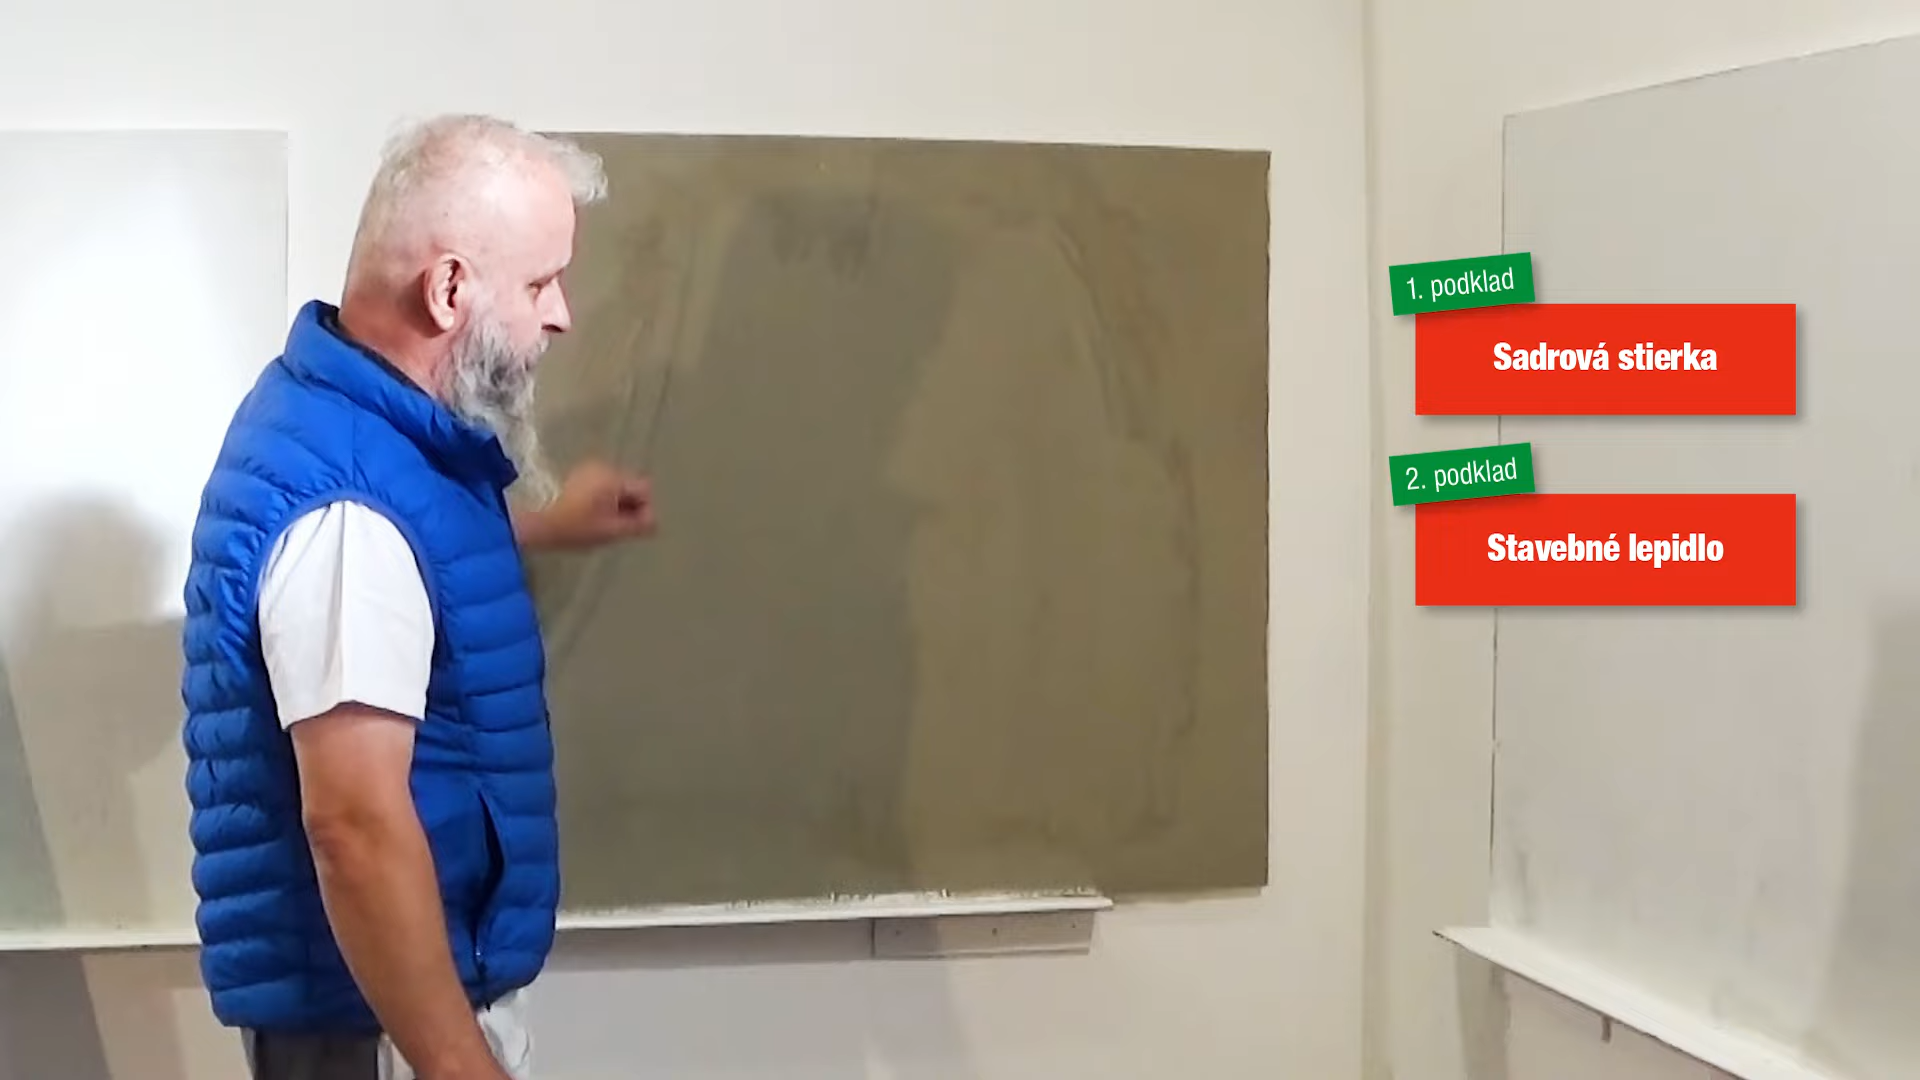 1. podklad
Sadrová stierka
2. podklad
Stavebné lepidlo